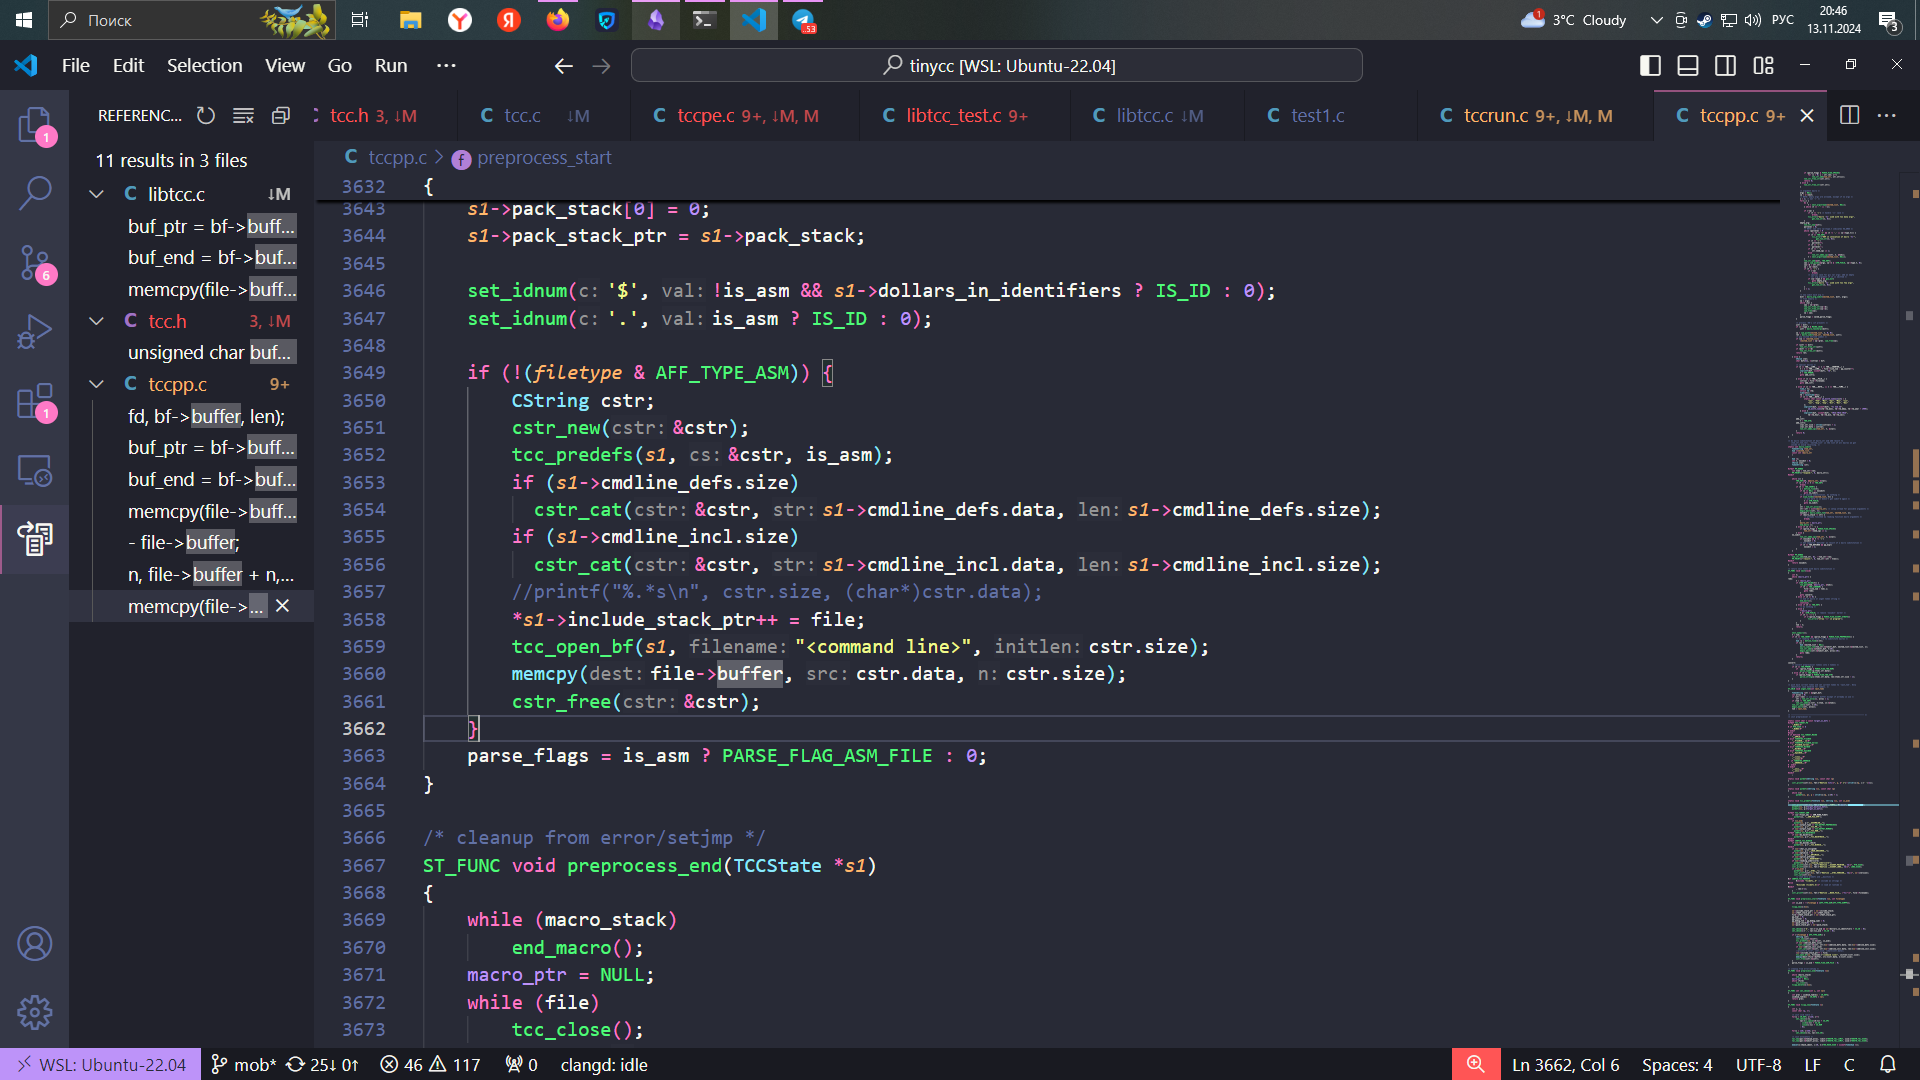 Поиск
53
1
3°C Cloudy
РУС
20:46
13.11.2024
3
File Edit Selection View Go Run ···
tinycc [WSL: Ubuntu-22.04]
REFERENC...
tcc.h 3, ↓M
tcc.c ↓M
tccpe.c 9+, ↓M, M
libtcc_test.c 9+
libtcc.c ↓M
test1.c
tccrun.c 9+, ↓M, M
tccpp.c 9+
1
6
1
11 results in 3 files
libtcc.c ↓M
buf_ptr = bf->buff...
buf_end = bf->buf...
memcpy(file->buff...
tcc.h 3, ↓M
unsigned char buf...
tccpp.c 9+
fd, bf->buffer, len);
buf_ptr = bf->buff...
buf_end = bf->buf...
memcpy(file->buff...
- file->buffer;
n, file->buffer + n,...
memcpy(file->...
tccpp.c > preprocess_start
3632 {
3643 s1->pack_stack[0] = 0;
3644 s1->pack_stack_ptr = s1->pack_stack;
3645
3646 set_idnum(c: '$', val: !is_asm && s1->dollars_in_identifiers ? IS_ID : 0);
3647 set_idnum(c: '.', val: is_asm ? IS_ID : 0);
3648
3649 if (!(filetype & AFF_TYPE_ASM)) {
3650 CString cstr;
3651 cstr_new(cstr: &cstr);
3652 tcc_predefs(s1, cs: &cstr, is_asm);
3653 if (s1->cmdline_defs.size)
3654 cstr_cat(cstr: &cstr, str: s1->cmdline_defs.data, len: s1->cmdline_defs.size);
3655 if (s1->cmdline_incl.size)
3656 cstr_cat(cstr: &cstr, str: s1->cmdline_incl.data, len: s1->cmdline_incl.size);
3657 //printf("%.*s\n", cstr.size, (char*)cstr.data);
3658 *s1->include_stack_ptr++ = file;
3659 tcc_open_bf(s1, filename: "<command line>", initlen: cstr.size);
3660 memcpy(dest: file->buffer, src: cstr.data, n: cstr.size);
3661 cstr_free(cstr: &cstr);
3662 }
3663 parse_flags = is_asm ? PARSE_FLAG_ASM_FILE : 0;
3664 }
3665
3666 /* cleanup from error/setjmp */
3667 ST_FUNC void preprocess_end(TCCState *s1)
3668 {
3669 while (macro_stack)
3670 end_macro();
3671 macro_ptr = NULL;
3672 while (file)
3673 tcc_close();
WSL: Ubuntu-22.04 mob* 25↓ 0↑ 46 117 0 clangd: idle
Ln 3662, Col 6 Spaces: 4 UTF-8 LF C